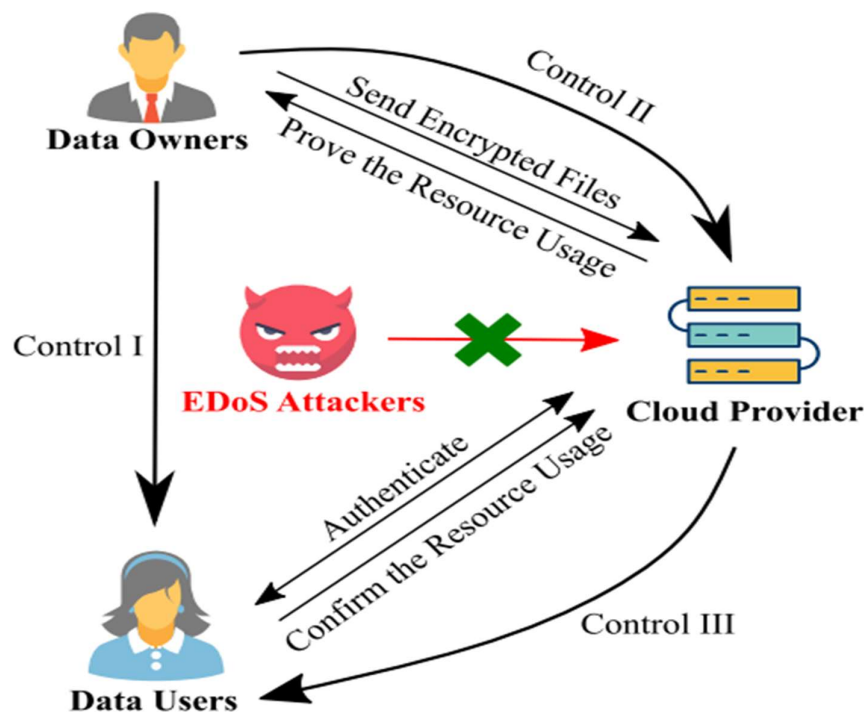 Control II
Send Encrypted Files
Prove the Resource Usage
Data Owners
Control I
EDoS Attackers
Cloud Provider
Authenticate
Confirm the Resource Usage
Control III
Data Users